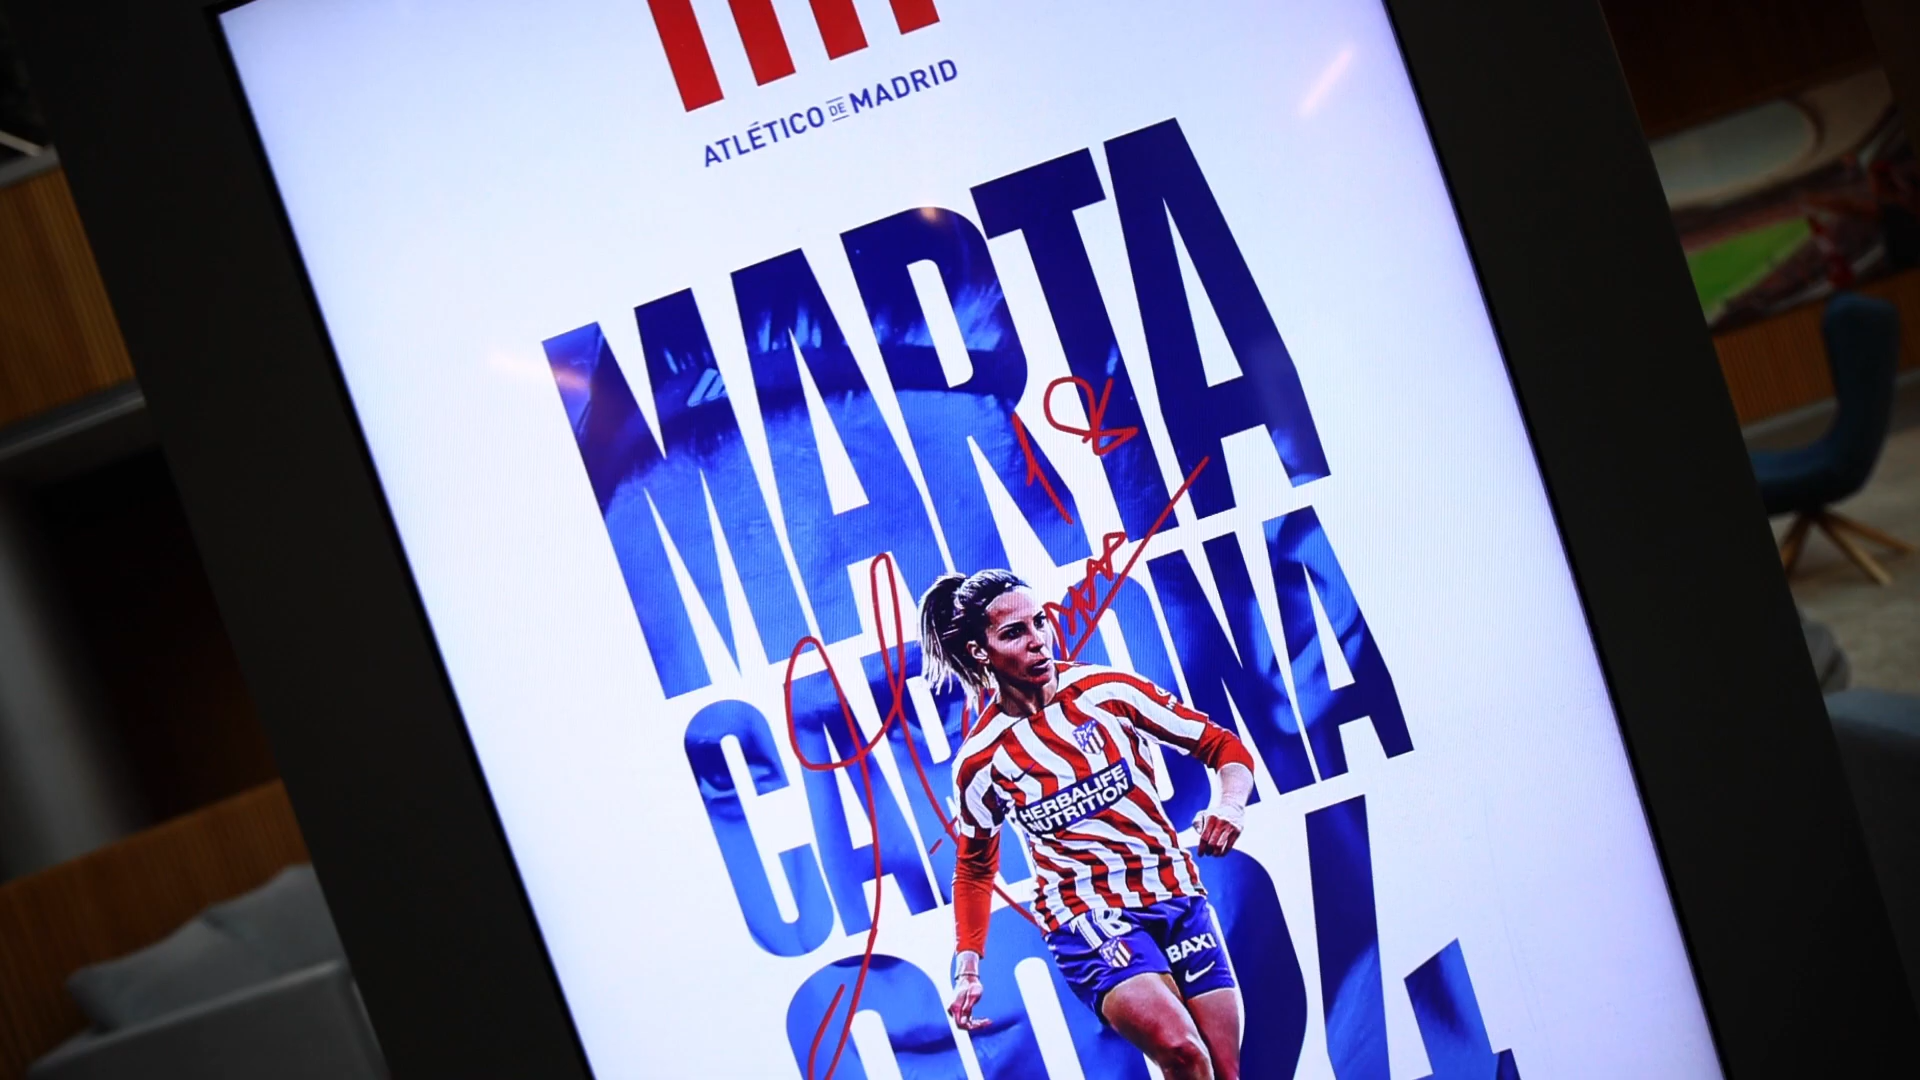 ATLÉTICO DE MADRID
MARTA
18
CARDONA
2024
HERBALIFE
NUTRITION
18
BAXI